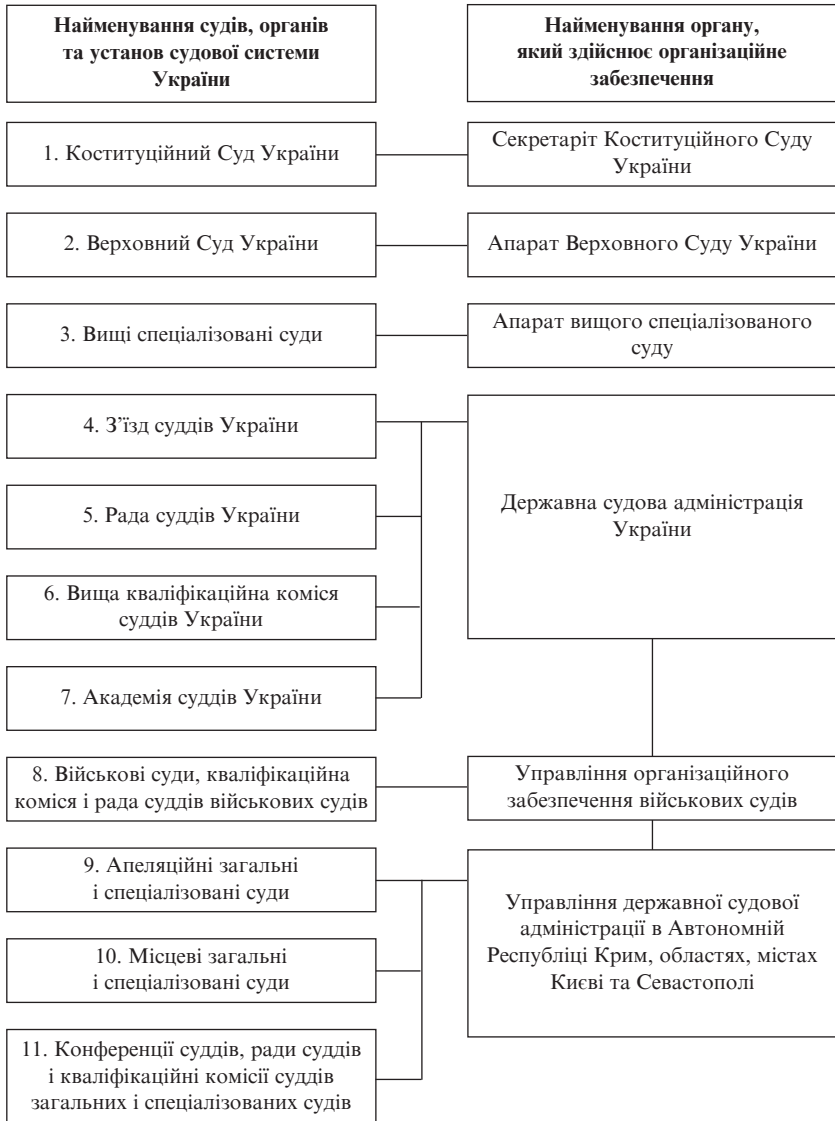 Найменування судів, органів
та установ судової системи
України
Найменування органу,
який здійснює організаційне
забезпечення
1. Коституційний Суд України
Секретаріт Коституційного Суду
України
2. Верховний Суд України
Апарат Верховного Суду України
3. Вищі спеціалізовані суди
Апарат вищого спеціалізованого
суду
4. З’їзд суддів України
5. Рада суддів України
6. Вища кваліфікаційна комісія
суддів України
7. Академія суддів України
Державна судова адміністрація
України
8. Військові суди, кваліфікаційна
комісія і рада суддів військових судів
Управління організаційного
забезпечення військових судів
9. Апеляційні загальні
і спеціалізовані суди
10. Місцеві загальні
і спеціалізовані суди
11. Конференції суддів, ради суддів
і кваліфікаційні комісії суддів
загальних і спеціалізованих судів
Управління державної судової
адміністрації в Автономній
Республіці Крим, областях, містах
Києві та Севастополі